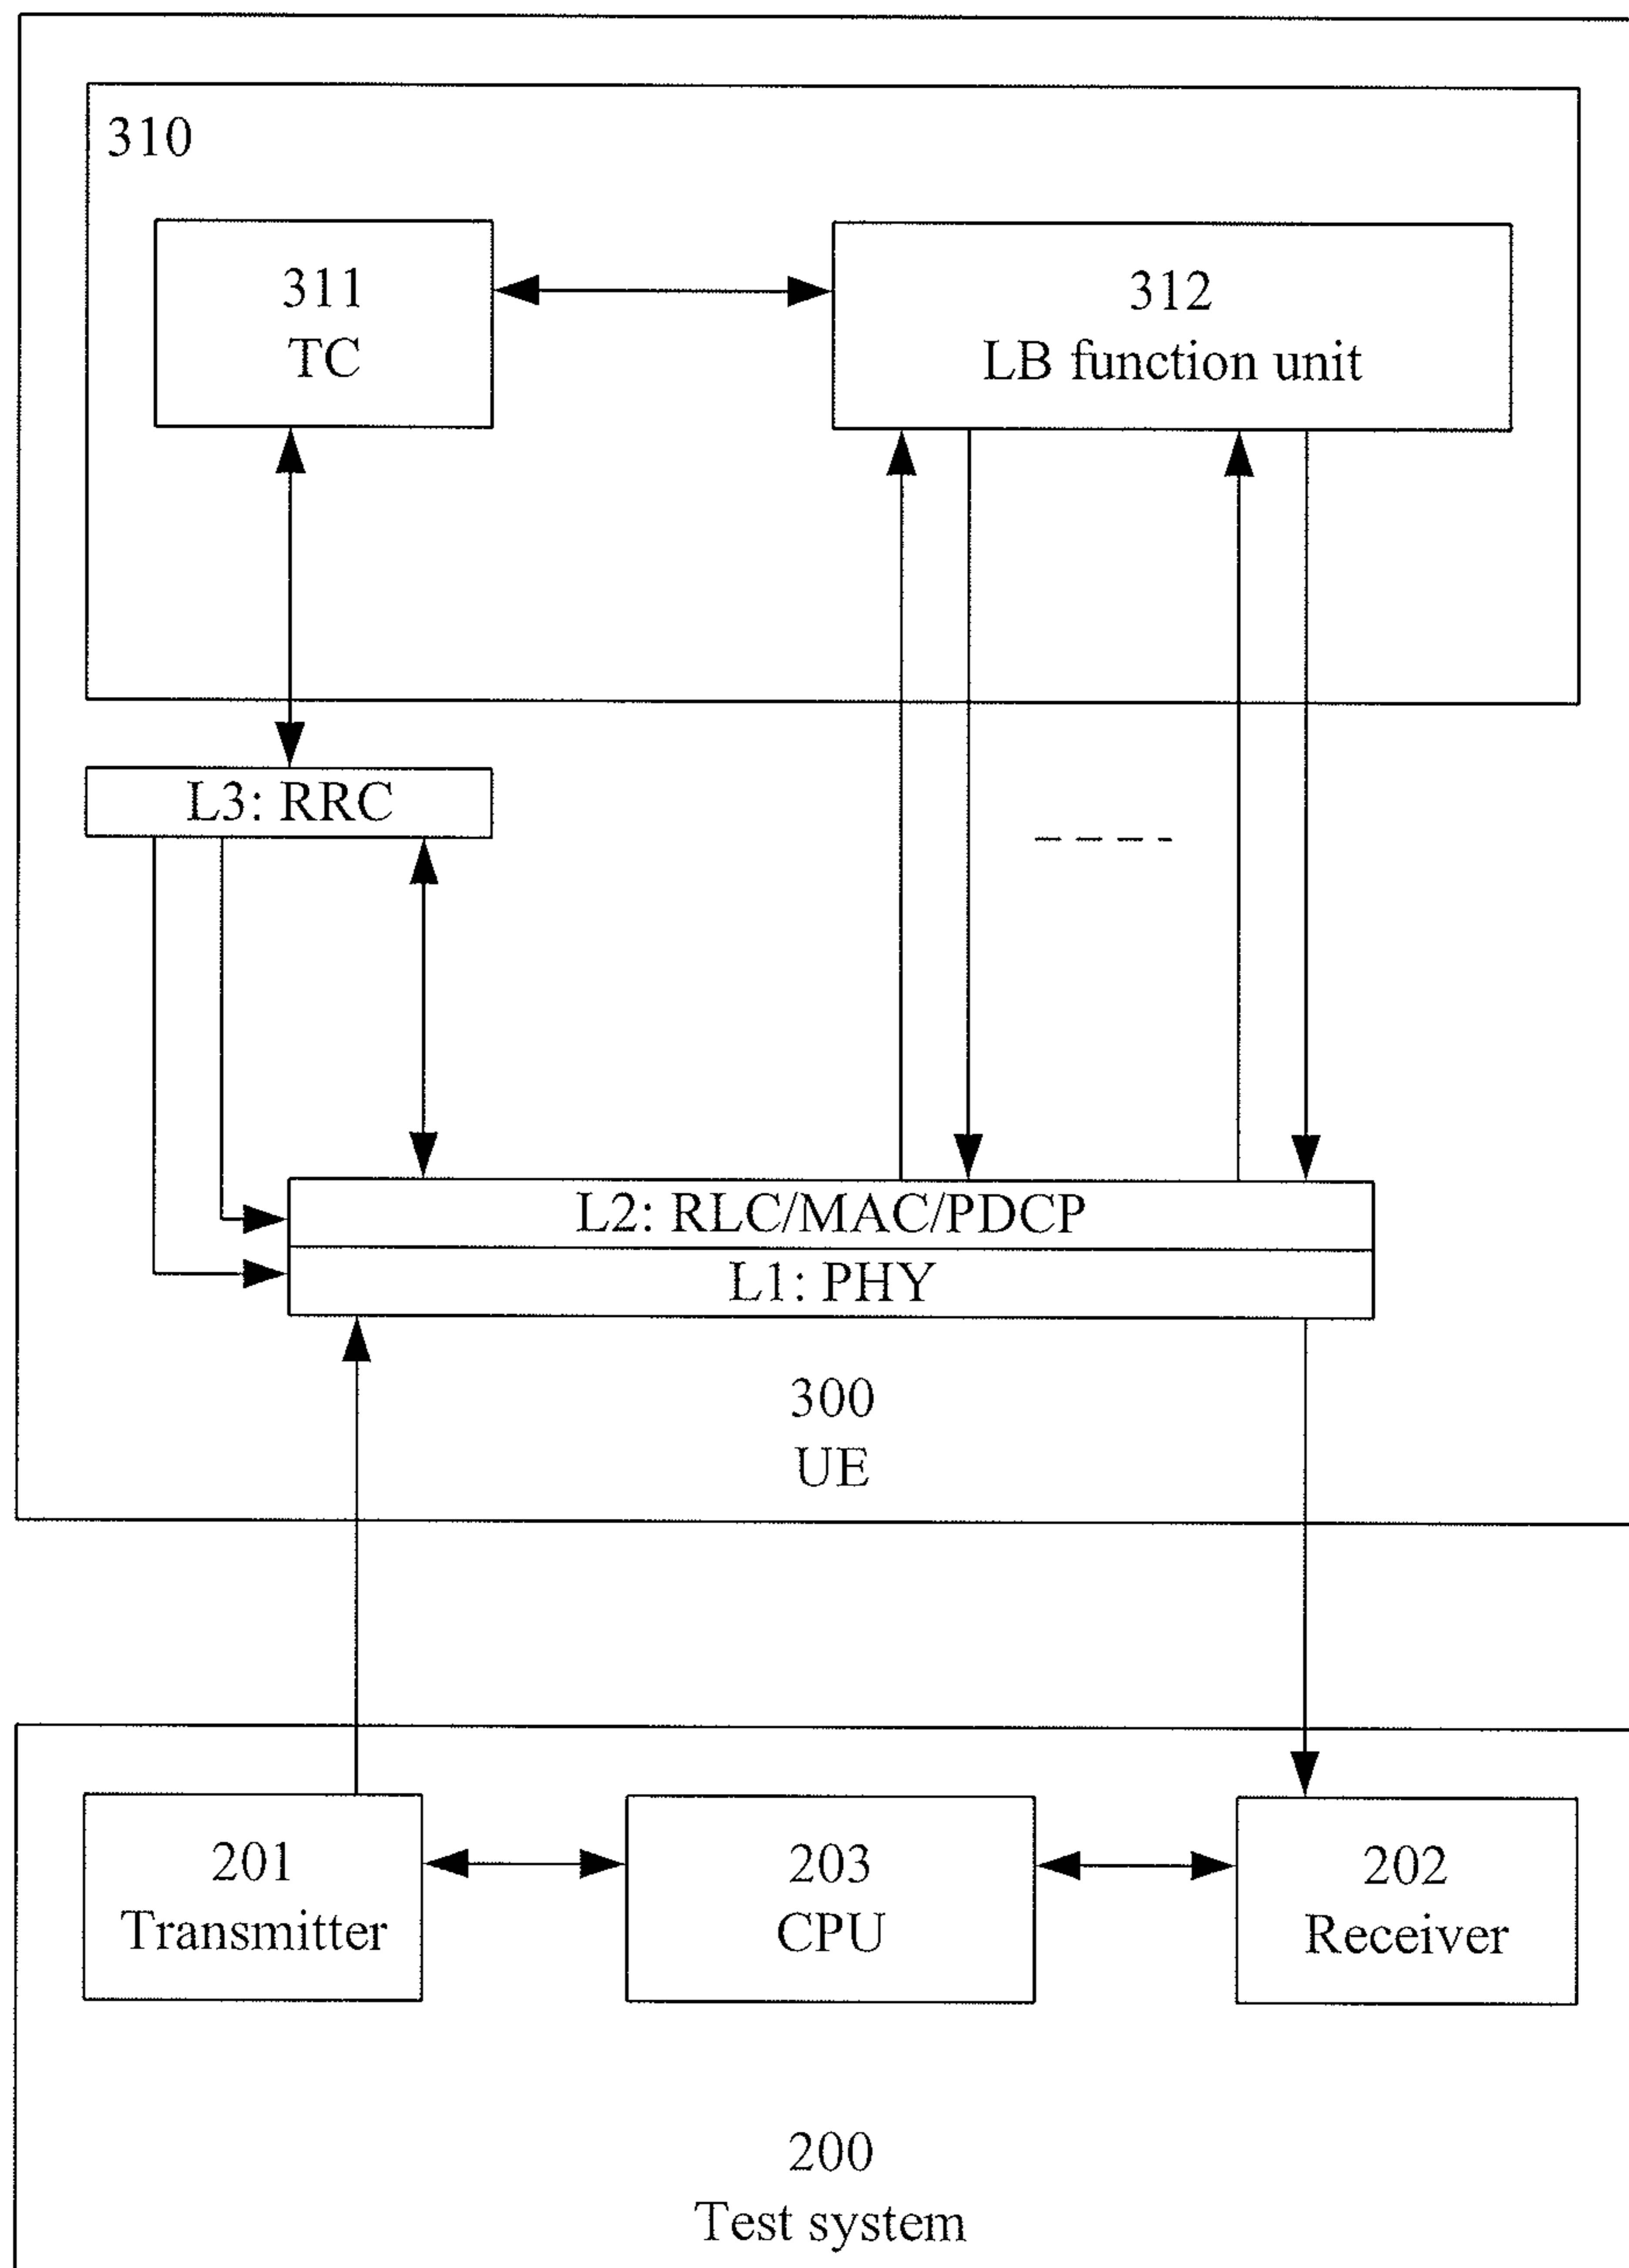 310
311
TC
312
LB function unit
L3: RRC
L2: RLC/MAC/PDCP
L1: PHY
300
UE
201
Transmitter
203
CPU
202
Receiver
200
Test system